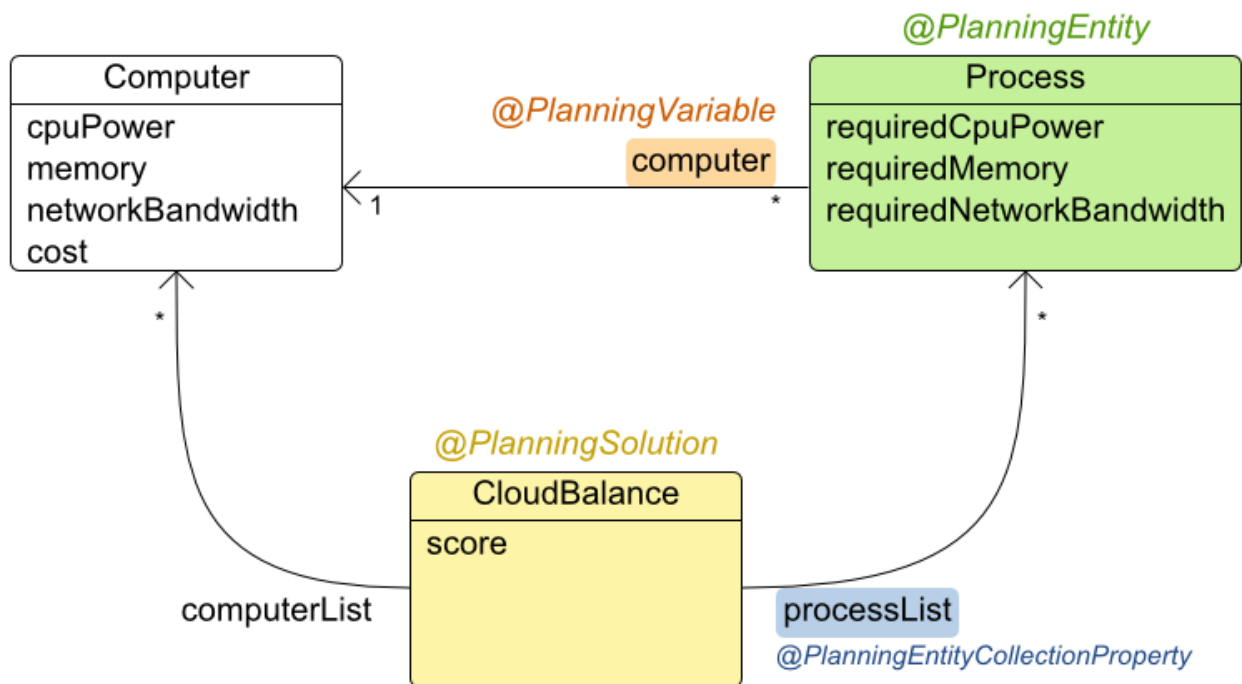 @PlanningEntity
Computer
Process
@PlanningVariable
cpuPower
memory
networkBandwidth
cost
computer
1
*
requiredCpuPower
requiredMemory
requiredNetworkBandwidth
*
*
@PlanningSolution
CloudBalance
score
computerList
processList
@PlanningEntityCollectionProperty